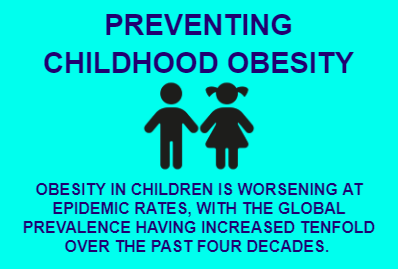 PREVENTING
CHILDHOOD OBESITY
OBESITY IN CHILDREN IS WORSENING AT
EPIDEMIC RATES, WITH THE GLOBAL
PREVALENCE HAVING INCREASED TENFOLD
OVER THE PAST FOUR DECADES.